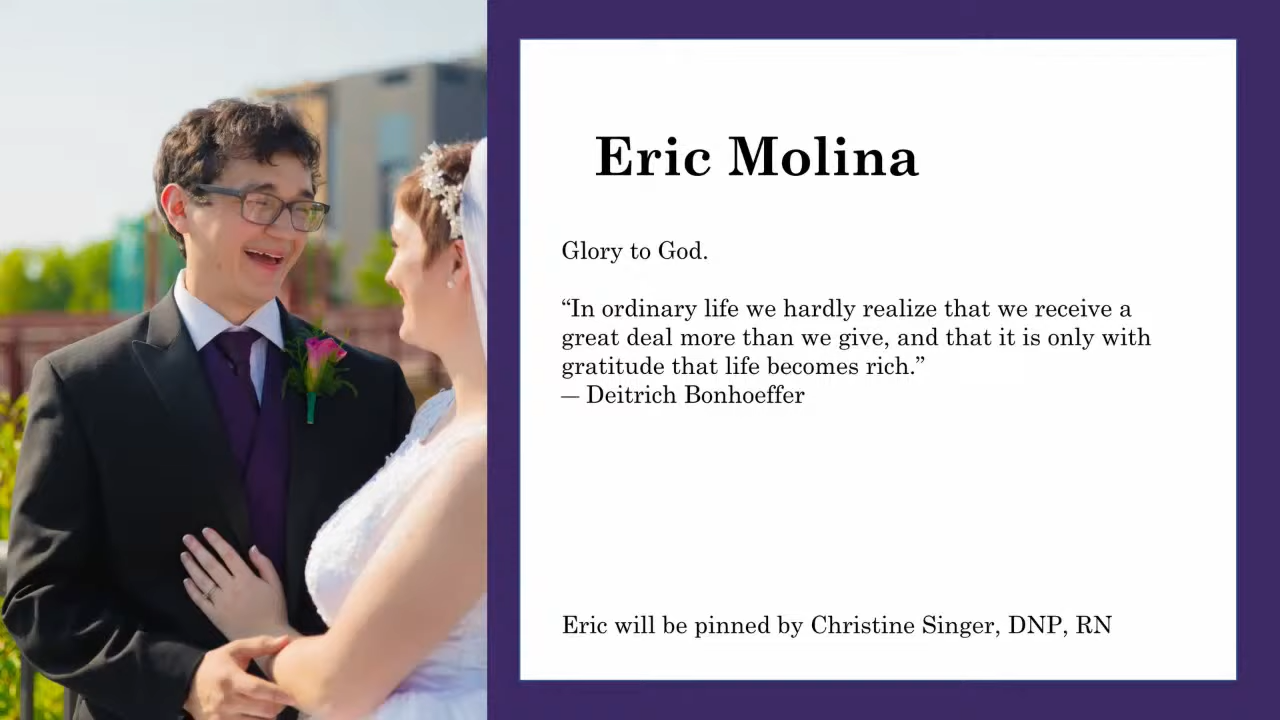 Eric Molina
Glory to God.
“In ordinary life we hardly realize that we receive a
great deal more than we give, and that it is only with
gratitude that life becomes rich.”
— Deitrich Bonhoeffer
Eric will be pinned by Christine Singer, DNP, RN